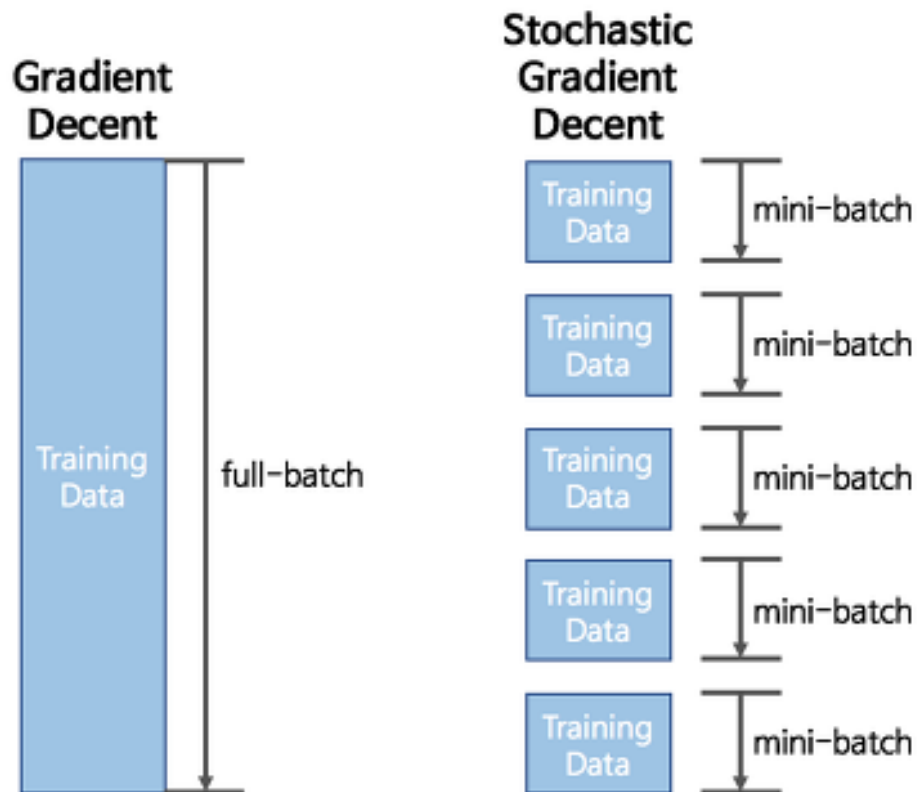 Gradient
Decent
Training
Data
full-batch
Stochastic
Gradient
Decent
Training
Data
mini-batch
Training
Data
mini-batch
Training
Data
mini-batch
Training
Data
mini-batch
Training
Data
mini-batch